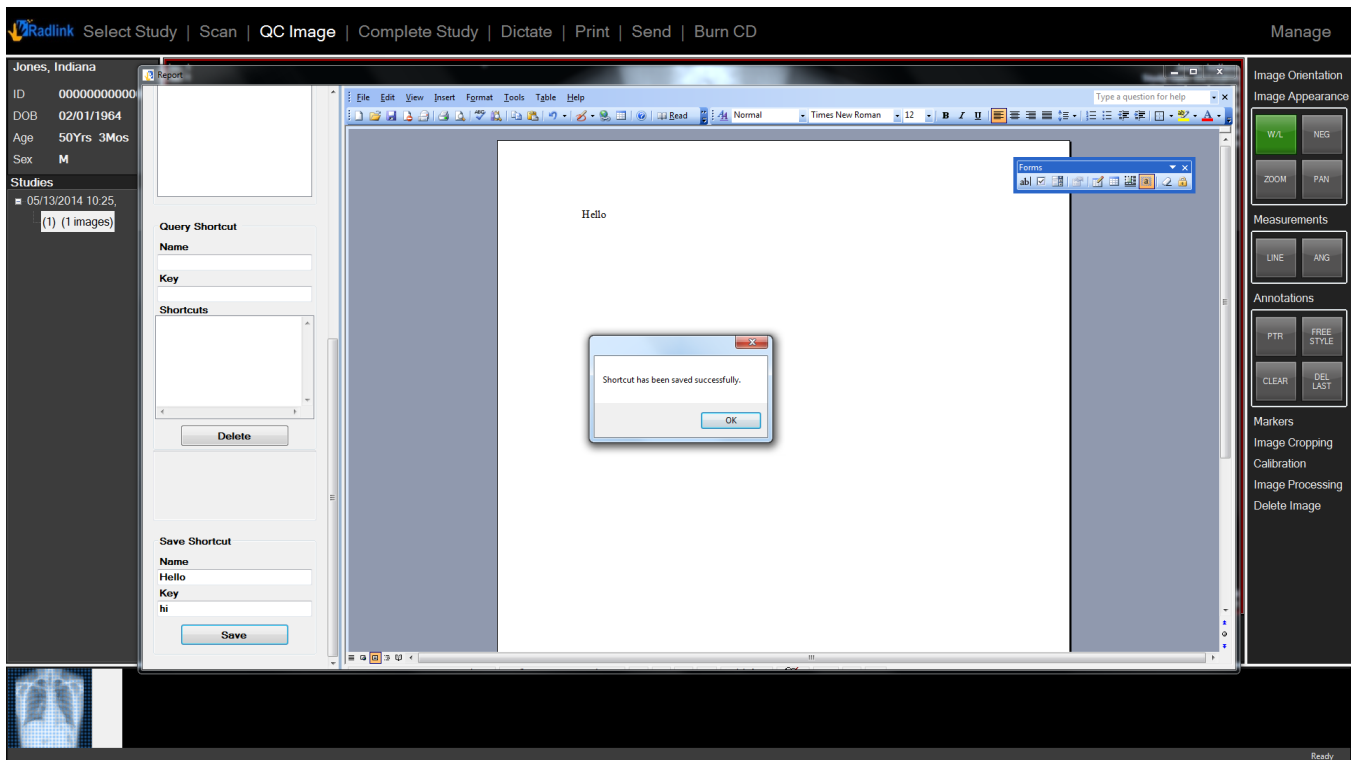 Radlink Select Study | Scan | QC Image | Complete Study | Dictate | Print | Send | Burn CD Manage
Jones, Indiana
ID 00000000000
DOB 02/01/1964
Age 50Yrs 3Mos
Sex M
Studies
05/13/2014 10:25,
(1) (1 images)
Report
Query Shortcut
Name
Key
Shortcuts
Delete
Save Shortcut
Name
Hello
Key
hi
Save
File Edit View Insert Format Tools Table Help Type a question for help
Read Normal Times New Roman 12 B I U
Forms
Hello
Shortcut has been saved successfully.
OK
Image Orientation
Image Appearance
W/L NEG
ZOOM PAN
Measurements
LINE ANG
Annotations
PTR FREE STYLE
CLEAR DEL LAST
Markers
Image Cropping
Calibration
Image Processing
Delete Image
Ready